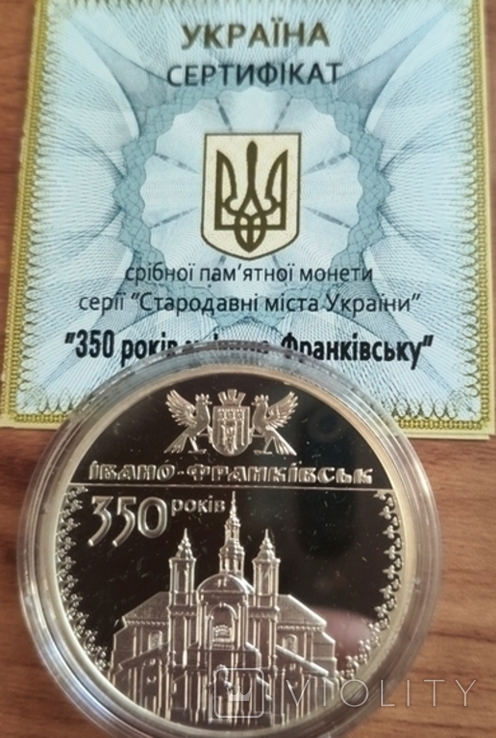 УКРАЇНА
СЕРТИФІКАТ
срібної пам'ятної монети
серії "Стародавні міста України"
"350 років Франківську"
ІВАНО-ФРАНКІВСЬК
350 років
VIOLITY